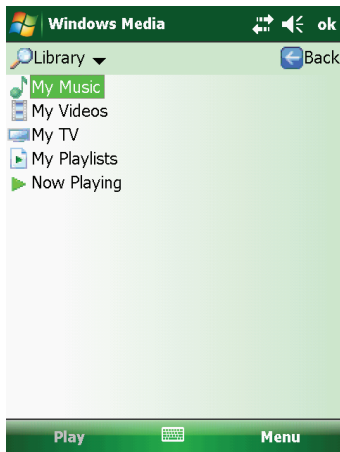 Windows Media ok
Library Back
My Music
My Videos
My TV
My Playlists
Now Playing
Play Menu